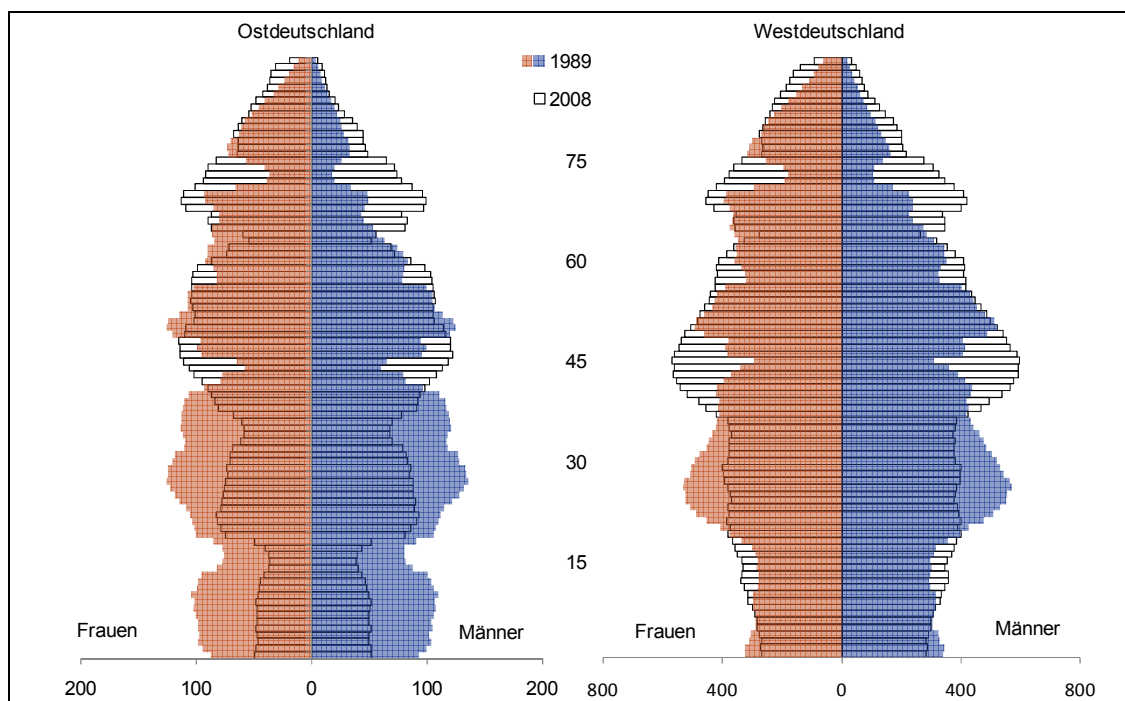 Ostdeutschland
Westdeutschland
1989
2008
75
60
45
30
15
Frauen
Männer
Frauen
Männer
200 100 0 100 200
800 400 0 400 800